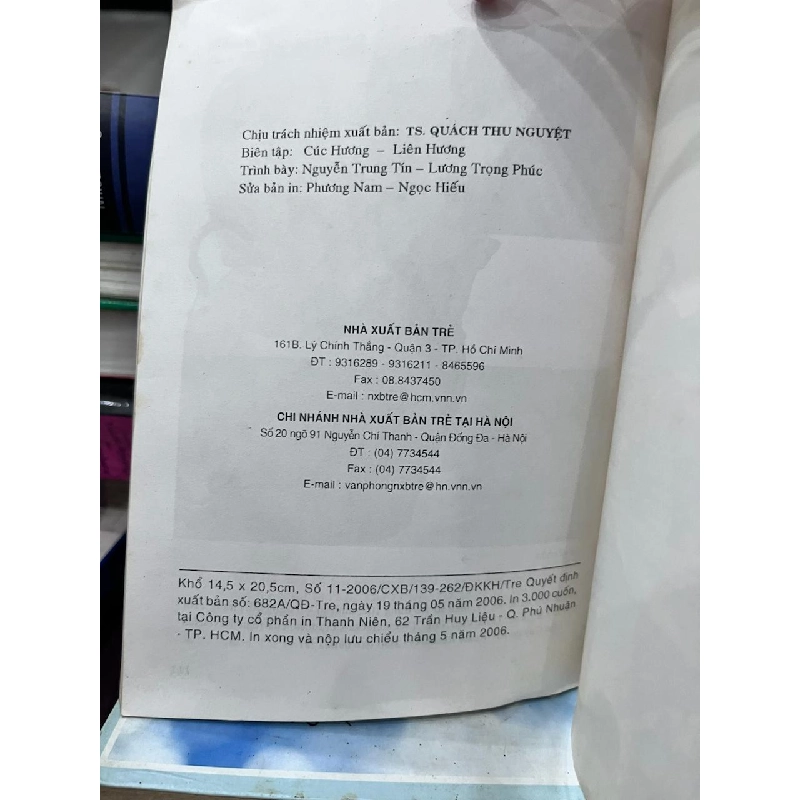 Chịu trách nhiệm xuất bản: TS. QUÁCH THU NGUYỆT
Biên tập: Cúc Hương – Liên Hương
Trình bày: Nguyễn Trung Tín – Lương Trọng Phúc
Sửa bản in: Phương Nam – Ngọc Hiếu
NHÀ XUẤT BẢN TRẺ
161B. Lý Chính Thắng - Quận 3 - TP. Hồ Chí Minh
ĐT : 9316289 - 9316211 - 8465596
Fax : 08.8437450
E-mail : nxbtre@hcm.vnn.vn
CHI NHÁNH NHÀ XUẤT BẢN TRẺ TẠI HÀ NỘI
Số 20 ngõ 91 Nguyễn Chí Thanh - Quận Đống Đa - Hà Nội
ĐT : (04) 7734544
Fax : (04) 7734544
E-mail : vanphongnxbtre@hn.vnn.vn
Khổ 14,5 x 20,5cm, Số 11-2006/CXB/139-262/ĐKKH/Tre Quyết định
xuất bản số: 682A/QĐ-Tre, ngày 19 tháng 05 năm 2006. In 3.000 cuốn,
tại Công ty cổ phần in Thanh Niên, 62 Trần Huy Liệu - Q. Phú Nhuận
- TP. HCM. In xong và nộp lưu chiểu tháng 5 năm 2006.